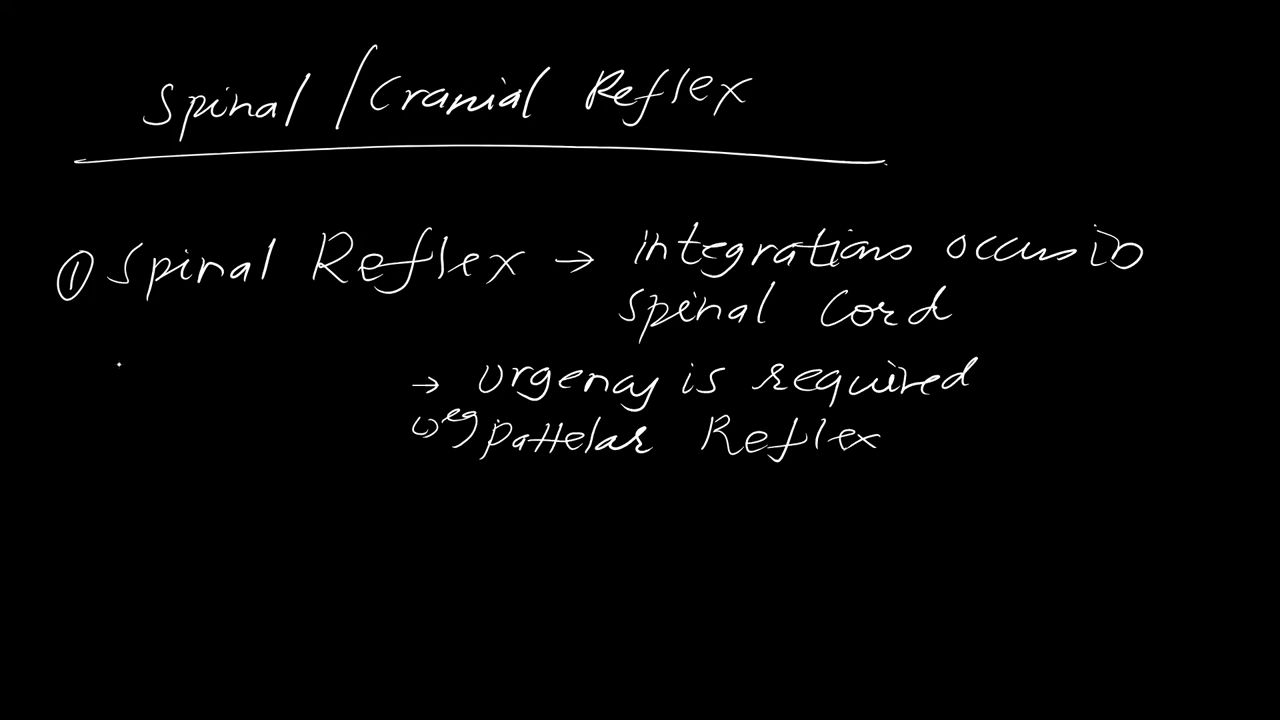 Spinal / Cranial Reflex
① Spinal Reflex → integrations occurs in
spinal cord
→ urgency is required
eg pattelar Reflex